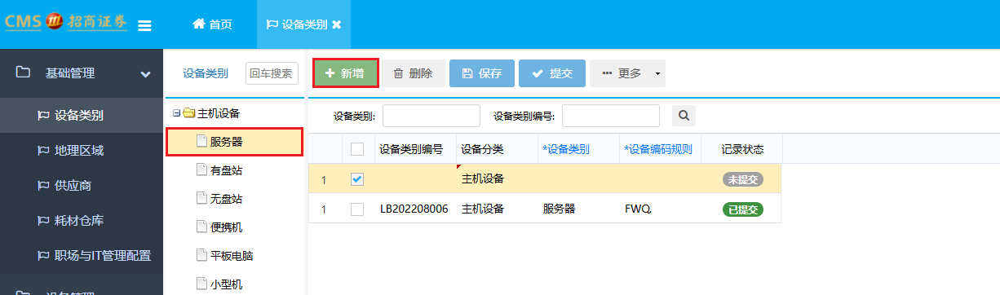 CMS 招商证券
首页
设备类别
基础管理
设备类别
地理区域
供应商
耗材仓库
职场与IT管理配置
设备类别 回车搜索
主机设备
服务器
有盘站
无盘站
便携机
平板电脑
小型机
新增 删除 保存 提交 更多
设备类别: 设备类别编号:
设备类别编号 设备分类 *设备类别 *设备编码规则 记录状态
1 主机设备 未提交
1 LB202208006 主机设备 服务器 FWQ, 已提交